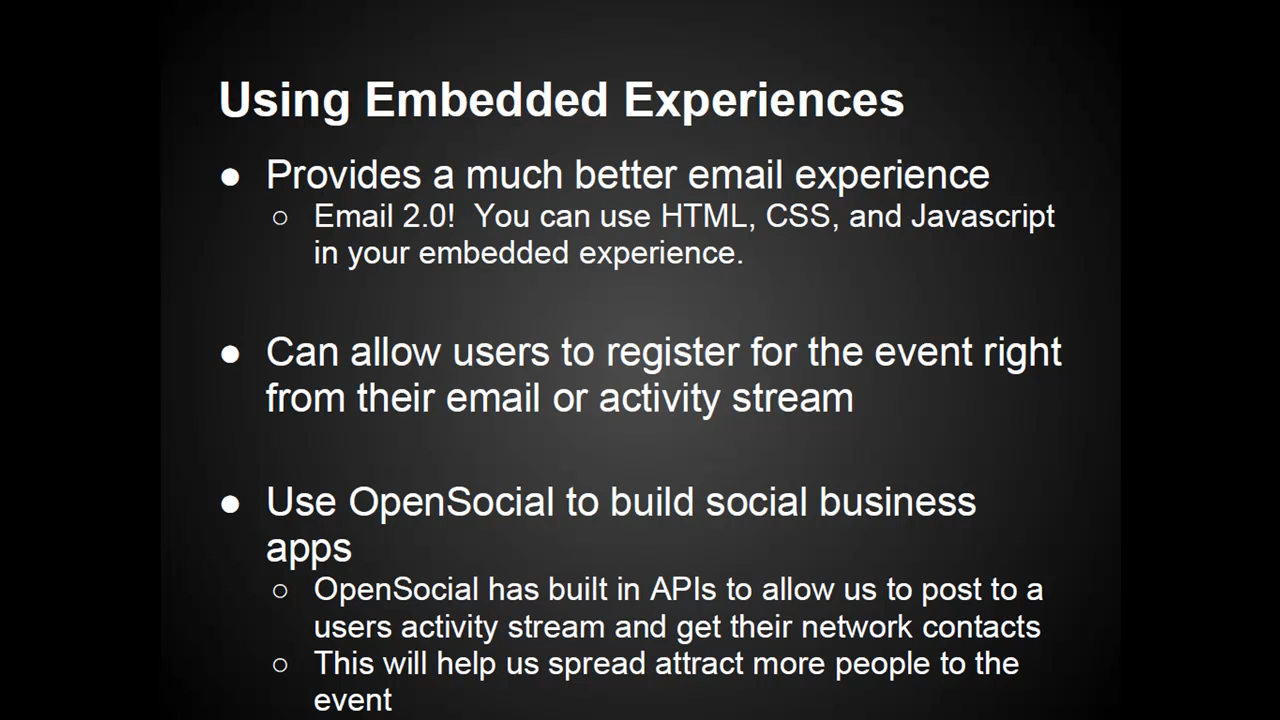 Using Embedded Experiences
● Provides a much better email experience
○ Email 2.0!  You can use HTML, CSS, and Javascript
in your embedded experience.
● Can allow users to register for the event right
from their email or activity stream
● Use OpenSocial to build social business
apps
○ OpenSocial has built in APIs to allow us to post to a
users activity stream and get their network contacts
○ This will help us spread attract more people to the
event